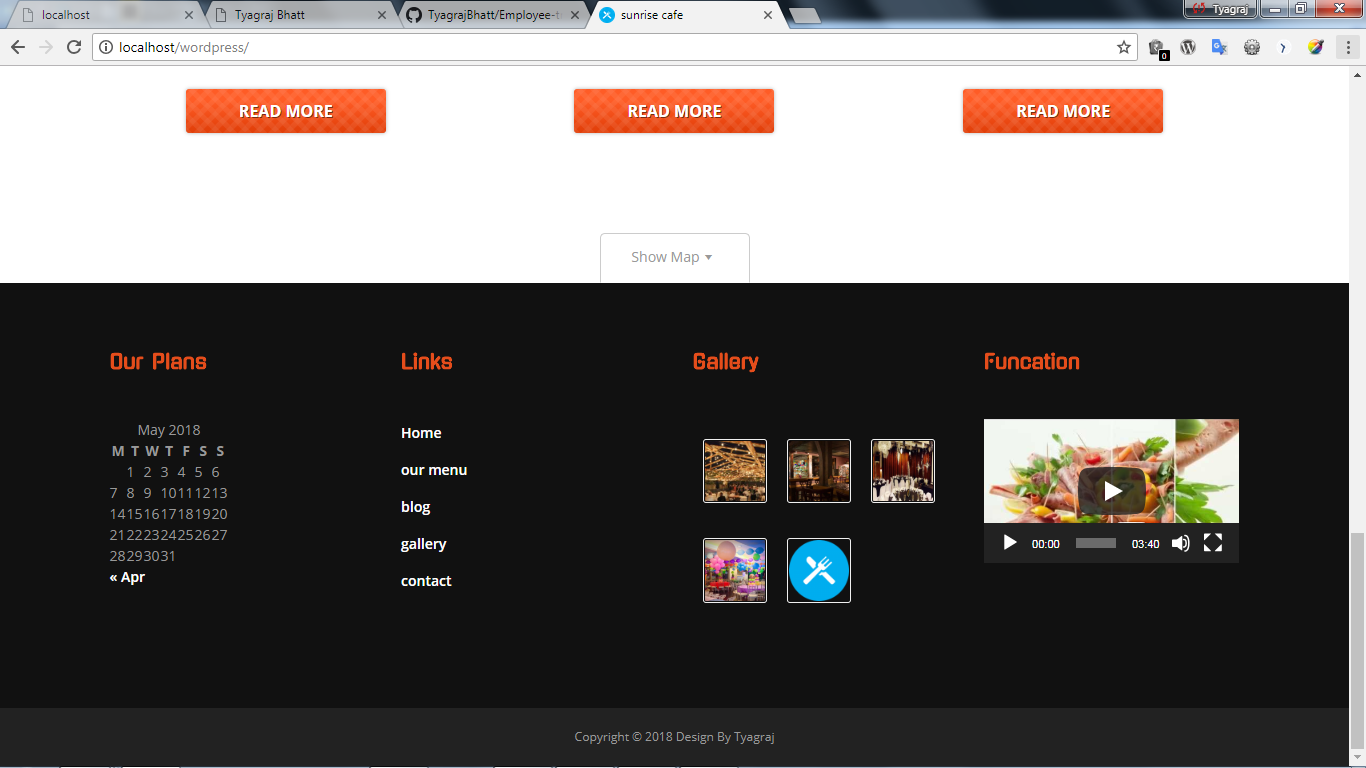 localhost
Tyagraj Bhatt
TyagrajBhatt/Employee-t
sunrise cafe
Tyagraj
localhost/wordpress/
0
READ MORE READ MORE READ MORE
Show Map
Our Plans
May 2018
M T W T F S S
1 2 3 4 5 6
7 8 9 10 11 12 13
14 15 16 17 18 19 20
21 22 23 24 25 26 27
28 29 30 31
« Apr
Links
Home
our menu
blog
gallery
contact
Gallery
Funcation
00:00 03:40
Copyright © 2018 Design By Tyagraj